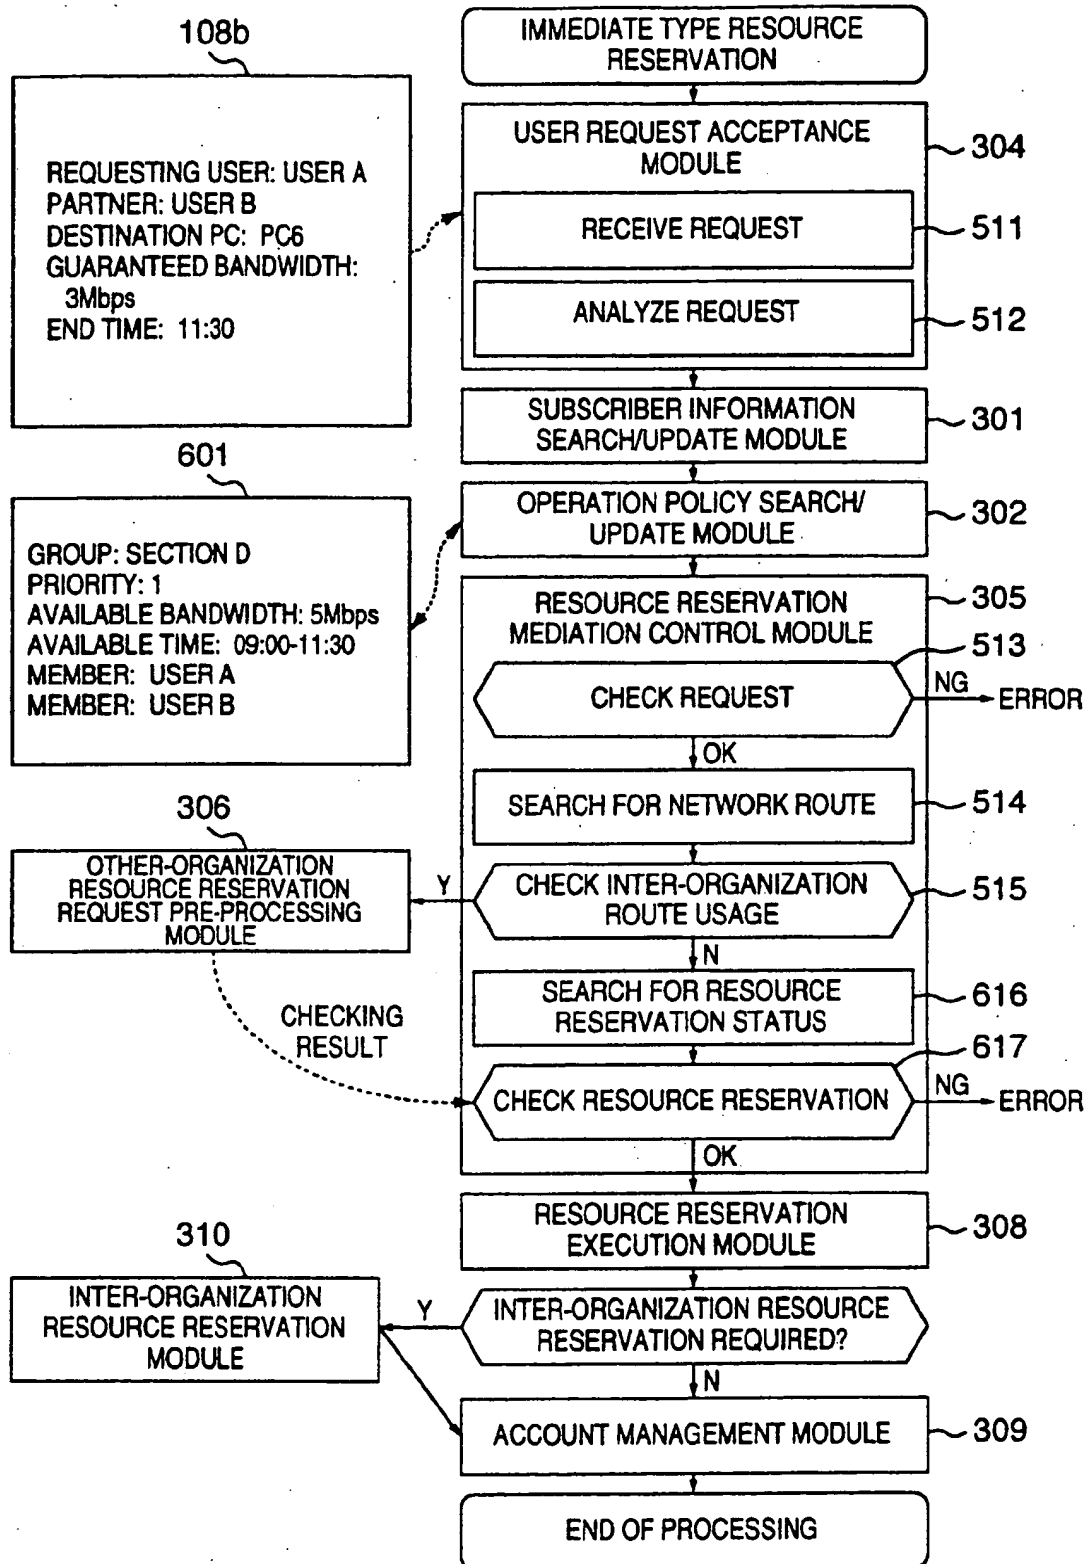 IMMEDIATE TYPE RESOURCE
RESERVATION
108b
REQUESTING USER: USER A
PARTNER: USER B
DESTINATION PC: PC6
GUARANTEED BANDWIDTH:
3Mbps
END TIME: 11:30
USER REQUEST ACCEPTANCE
MODULE
304
RECEIVE REQUEST
511
ANALYZE REQUEST
512
SUBSCRIBER INFORMATION
SEARCH/UPDATE MODULE
301
601
GROUP: SECTION D
PRIORITY: 1
AVAILABLE BANDWIDTH: 5Mbps
AVAILABLE TIME: 09:00-11:30
MEMBER: USER A
MEMBER: USER B
OPERATION POLICY SEARCH/
UPDATE MODULE
302
RESOURCE RESERVATION
MEDIATION CONTROL MODULE
305
513
CHECK REQUEST
NG
ERROR
OK
SEARCH FOR NETWORK ROUTE
514
306
OTHER-ORGANIZATION
RESOURCE RESERVATION
REQUEST PRE-PROCESSING
MODULE
Y
CHECK INTER-ORGANIZATION
ROUTE USAGE
515
N
SEARCH FOR RESOURCE
RESERVATION STATUS
616
CHECKING
RESULT
617
CHECK RESOURCE RESERVATION
NG
ERROR
OK
RESOURCE RESERVATION
EXECUTION MODULE
308
310
INTER-ORGANIZATION
RESOURCE RESERVATION
MODULE
Y
INTER-ORGANIZATION RESOURCE
RESERVATION REQUIRED?
N
ACCOUNT MANAGEMENT MODULE
309
END OF PROCESSING